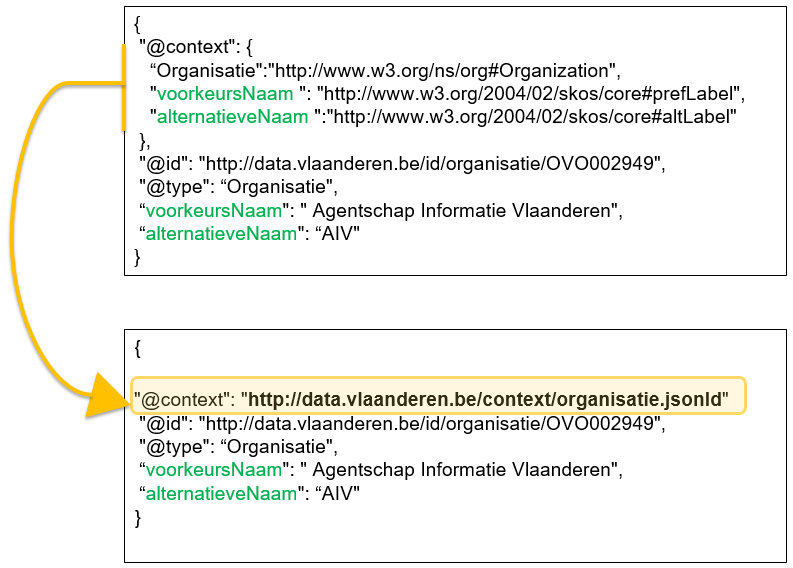 {
"@context": {
“Organisatie":"http://www.w3.org/ns/org#Organization",
"voorkeursNaam ": "http://www.w3.org/2004/02/skos/core#prefLabel",
"alternatieveNaam ":"http://www.w3.org/2004/02/skos/core#altLabel"
},
"@id": "http://data.vlaanderen.be/id/organisatie/OVO002949",
"@type": “Organisatie",
“voorkeursNaam": " Agentschap Informatie Vlaanderen",
“alternatieveNaam": “AIV"
}
{
"@context": "http://data.vlaanderen.be/context/organisatie.jsonld"
"@id": "http://data.vlaanderen.be/id/organisatie/OVO002949",
"@type": “Organisatie",
“voorkeursNaam": " Agentschap Informatie Vlaanderen",
“alternatieveNaam": “AIV"
}